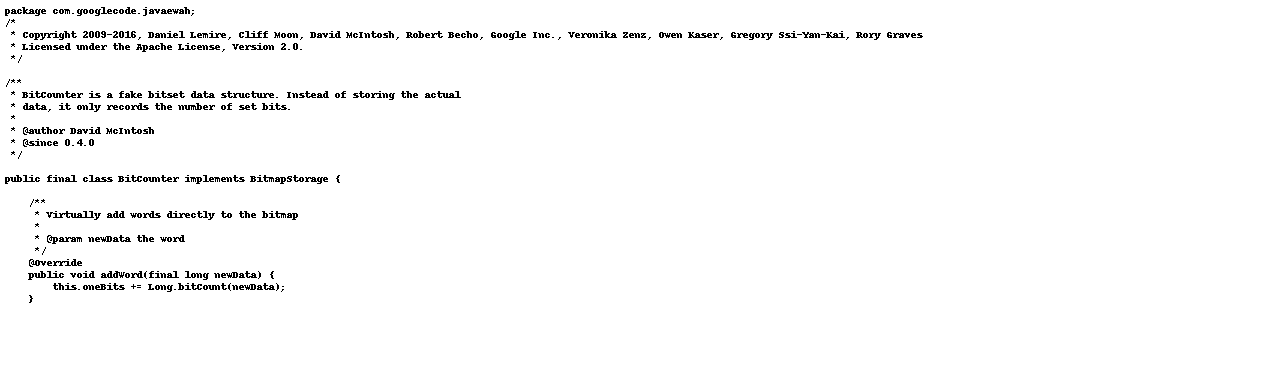 package com.googlecode.javaewah;
/*
 * Copyright 2009-2016, Daniel Lemire, Cliff Moon, David McIntosh, Robert Becho, Google Inc., Veronika Zenz, Owen Kaser, Gregory Ssi-Yan-Kai, Rory Graves
 * Licensed under the Apache License, Version 2.0.
 */

/**
 * BitCounter is a fake bitset data structure. Instead of storing the actual
 * data, it only records the number of set bits.
 *
 * @author David McIntosh
 * @since 0.4.0
 */

public final class BitCounter implements BitmapStorage {

    /**
     * Virtually add words directly to the bitmap
     *
     * @param newData the word
     */
    @Override
    public void addWord(final long newData) {
        this.oneBits += Long.bitCount(newData);
    }